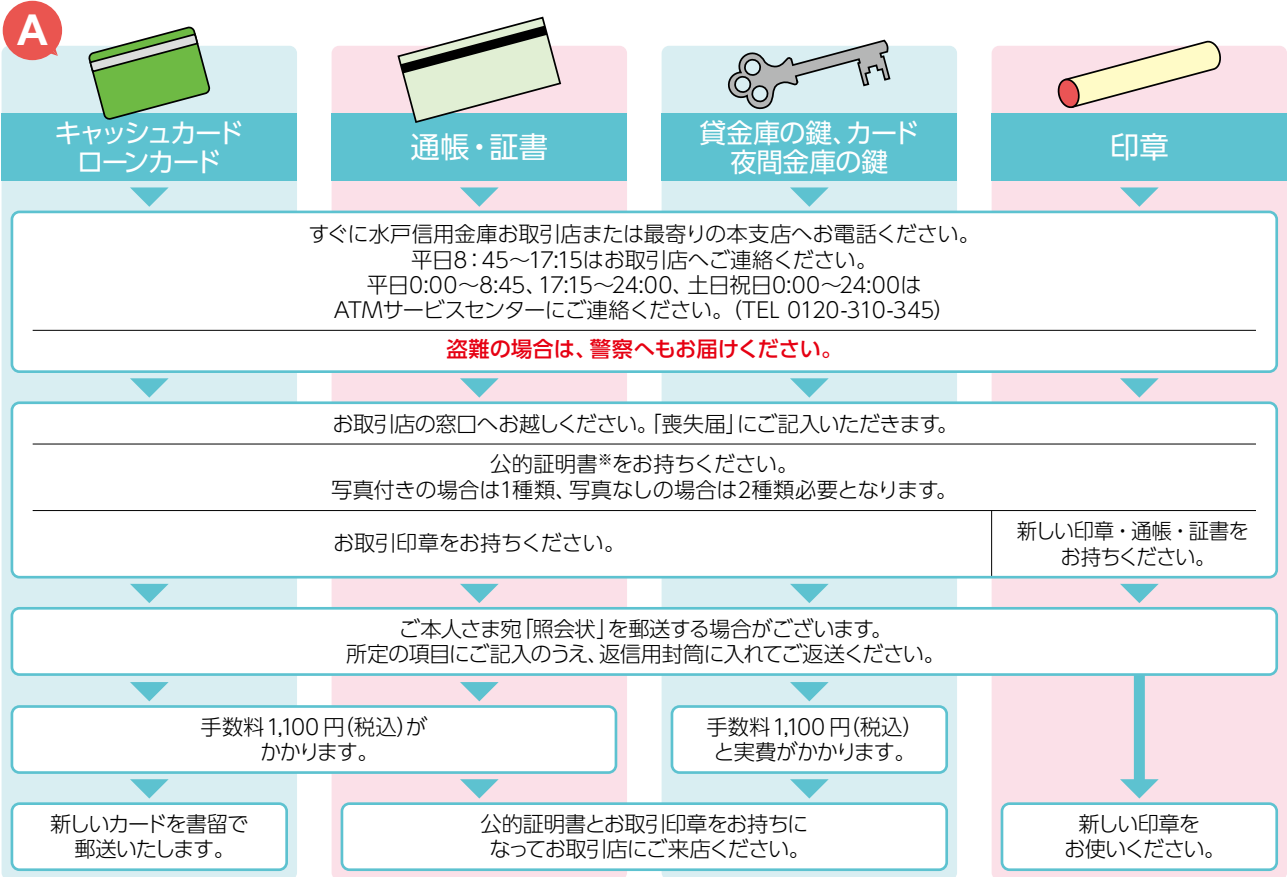 A
キャッシュカード
ローンカード
通帳・証書
貸金庫の鍵、カード
夜間金庫の鍵
印章
すぐに水戸信用金庫お取引店または最寄りの本支店へお電話ください。
平日8：45～17:15はお取引店へご連絡ください。
平日0:00～8:45、17:15～24:00、土日祝日0:00～24:00は
ATMサービスセンターにご連絡ください。（TEL 0120-310-345）
盗難の場合は、警察へもお届けください。
お取引店の窓口へお越しください。「喪失届」にご記入いただきます。
公的証明書※をお持ちください。
写真付きの場合は1種類、写真なしの場合は2種類必要となります。
お取引印章をお持ちください。
新しい印章・通帳・証書を
お持ちください。
ご本人さま宛「照会状」を郵送する場合がございます。
所定の項目にご記入のうえ、返信用封筒に入れてご返送ください。
手数料1,100円(税込)が
かかります。
手数料1,100円(税込)
と実費がかかります。
新しいカードを書留で
郵送いたします。
公的証明書とお取引印章をお持ちに
なってお取引店にご来店ください。
新しい印章を
お使いください。